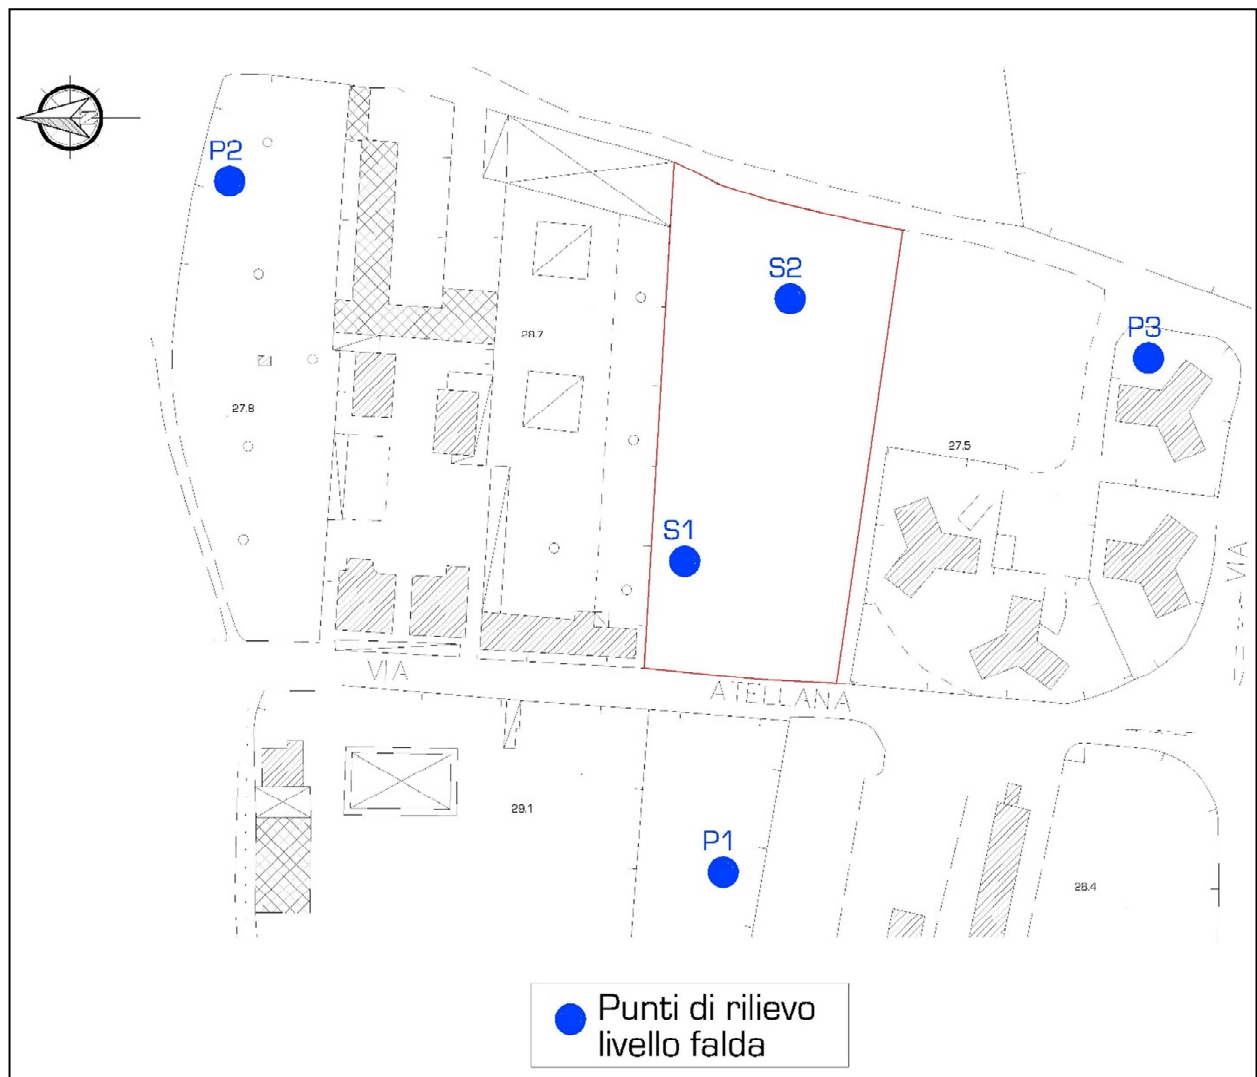 N
P2
S2
P3
28.7
27.8
27.5
S1
VIA
VIA
ATELLANA
29.1
P1
28.4
Punti di rilievo
livello falda